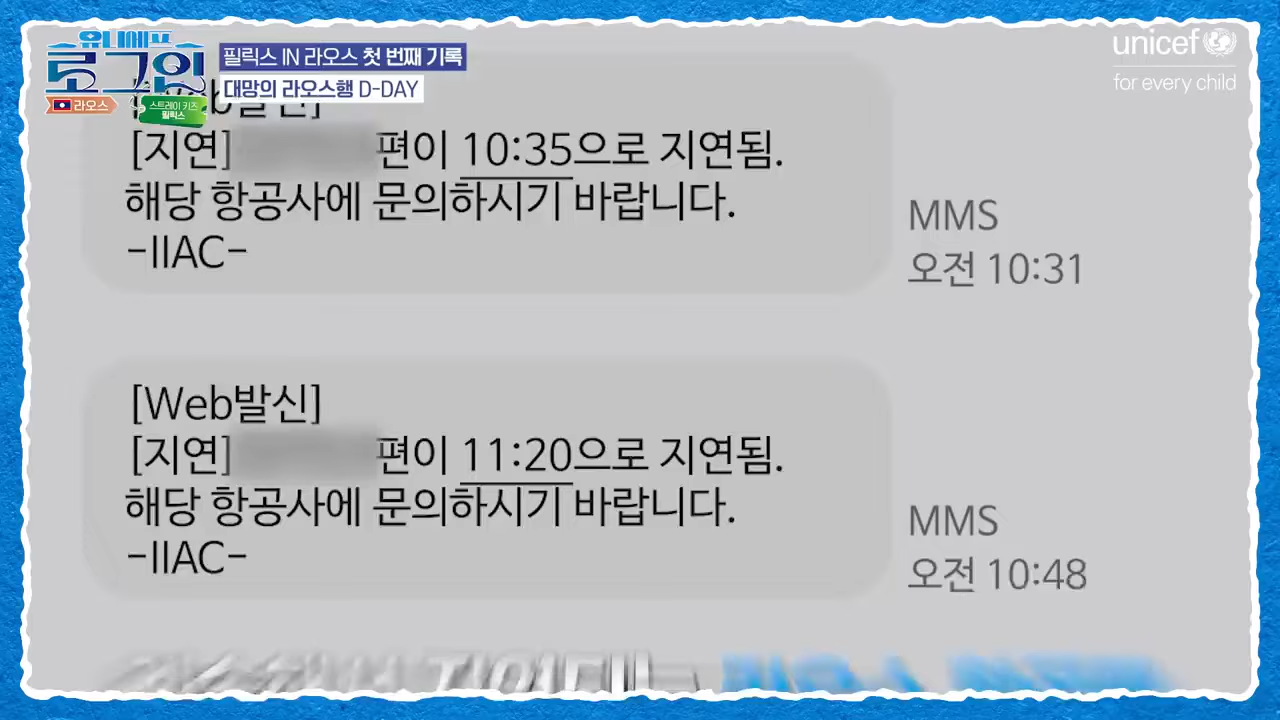 유니세프
로그인
라오스
스트레이 키즈
필릭스
필릭스 IN 라오스 첫 번째 기록
대망의 라오스행 D-DAY
unicef
for every child
[Web발신]
[지연] 편이 10:35으로 지연됨.
해당 항공사에 문의하시기 바랍니다.
-IIAC-
MMS
오전 10:31
[Web발신]
[지연] 편이 11:20으로 지연됨.
해당 항공사에 문의하시기 바랍니다.
-IIAC-
MMS
오전 10:48